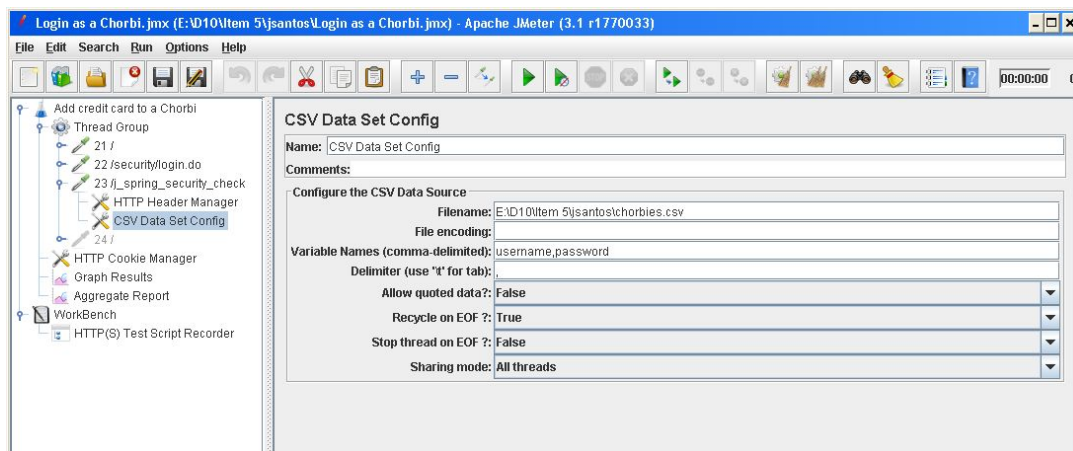 Login as a Chorbi.jmx (E:\D10\Item 5\jsantos\Login as a Chorbi.jmx) - Apache JMeter (3.1 r1770033)
File Edit Search Run Options Help
00:00:00
Add credit card to a Chorbi
Thread Group
21 /
22 /security/login.do
23 /j_spring_security_check
HTTP Header Manager
CSV Data Set Config
24 /
HTTP Cookie Manager
Graph Results
Aggregate Report
WorkBench
HTTP(S) Test Script Recorder
CSV Data Set Config
Name: CSV Data Set Config
Comments:
Configure the CSV Data Source
Filename: E:\D10\Item 5\jsantos\chorbies.csv
File encoding:
Variable Names (comma-delimited): username,password
Delimiter (use '\t' for tab): ,
Allow quoted data?: False
Recycle on EOF ?: True
Stop thread on EOF ?: False
Sharing mode: All threads